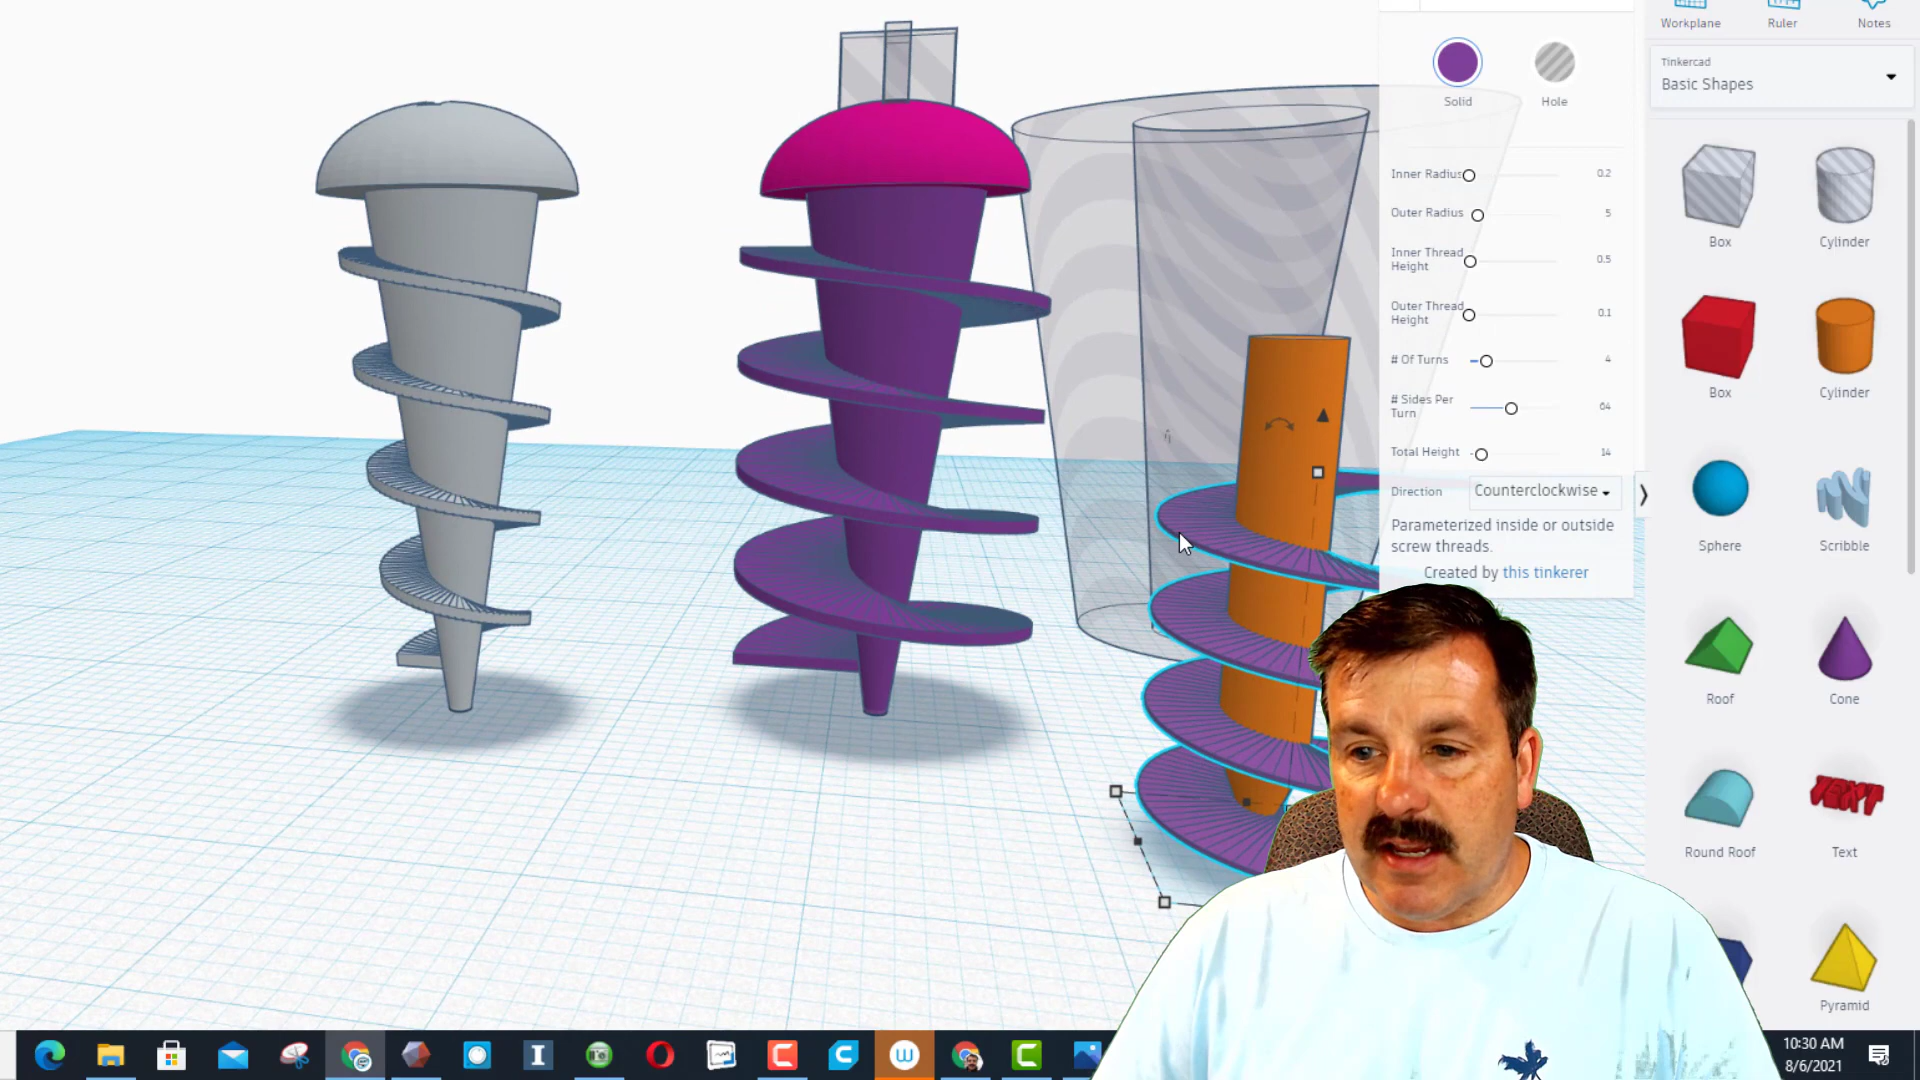 Workplane
Ruler
Notes
Tinkercad
Basic Shapes
Solid
Hole
Inner Radius 0.2
Outer Radius 5
Inner Thread Height 0.5
Outer Thread Height 0.1
# Of Turns 4
# Sides Per Turn 64
Total Height 14
Direction Counterclockwise
Parameterized inside or outside
screw threads.
Created by this tinkerer
Box
Cylinder
Box
Cylinder
Sphere
Scribble
Roof
Cone
Round Roof
TEXT
Text
Pyramid
10:30 AM
8/6/2021